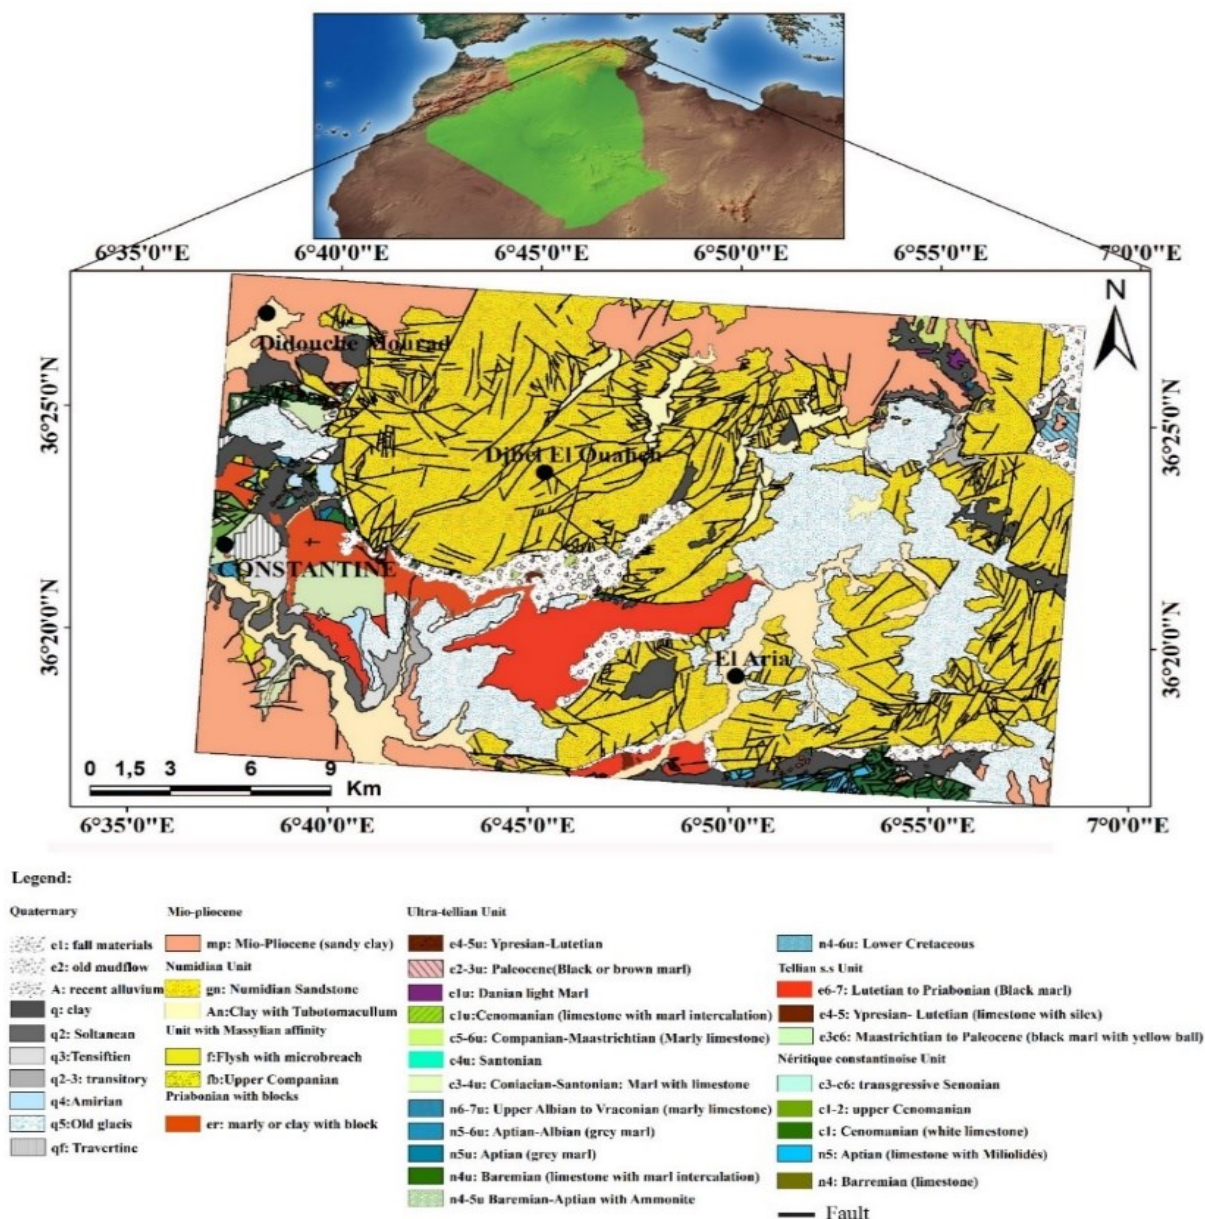 6°35'0"E 6°40'0"E 6°45'0"E 6°50'0"E 6°55'0"E 7°0'0"E
N
Didouche Mourad
36°25'0"N
36°25'0"N
Djbel El Ouahch
CONSTANTINE
36°20'0"N
36°20'0"N
El Aria
0 1,5 3 6 9
Km
6°35'0"E 6°40'0"E 6°45'0"E 6°50'0"E 6°55'0"E 7°0'0"E
Legend:
Quaternary
e1: fall materials
e2: old mudflow
A: recent alluvium
q: clay
q2: Soltanean
q3:Tensiftien
q2-3: transitory
q4:Amirian
q5:Old glacis
qf: Travertine
Mio-pliocene
mp: Mio-Pliocene (sandy clay)
Numidian Unit
gn: Numidian Sandstone
An:Clay with Tubotomacullum
Unit with Massylian affinity
f:Flysh with microbreach
fb:Upper Companian
Priabonian with blocks
er: marly or clay with block
Ultra-tellian Unit
e4-5u: Ypresian-Lutetian
e2-3u: Paleocene(Black or brown marl)
e1u: Danian light Marl
c1u:Cenomanian (limestone with marl intercalation)
c5-6u: Companian-Maastrichtian (Marly limestone)
c4u: Santonian
c3-4u: Coniacian-Santonian: Marl with limestone
n6-7u: Upper Albian to Vraconian (marly limestone)
n5-6u: Aptian-Albian (grey marl)
n5u: Aptian (grey marl)
n4u: Baremian (limestone with marl intercalation)
n4-5u Baremian-Aptian with Ammonite
n4-6u: Lower Cretaceous
Tellian s.s Unit
e6-7: Lutetian to Priabonian (Black marl)
e4-5: Ypresian- Lutetian (limestone with silex)
e3c6: Maastrichtian to Paleocene (black marl with yellow ball)
Néritique constantinoise Unit
c3-c6: transgressive Senonian
c1-2: upper Cenomanian
c1: Cenomanian (white limestone)
n5: Aptian (limestone with Miliolidés)
n4: Barremian (limestone)
Fault